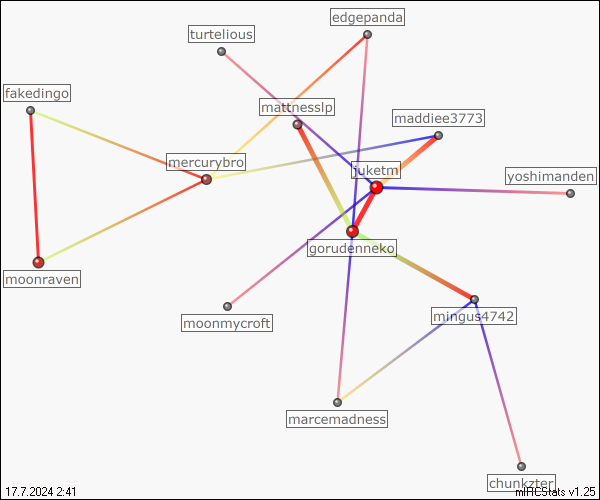 edgepanda
turtelious
fakedingo
mattnesslp
maddiee3773
mercurybro
juketm
yoshimanden
gorudenneko
moonraven
moonmycroft
mingus4742
marcemadness
chunkzter
17.7.2024 2:41
mIRCStats v1.25